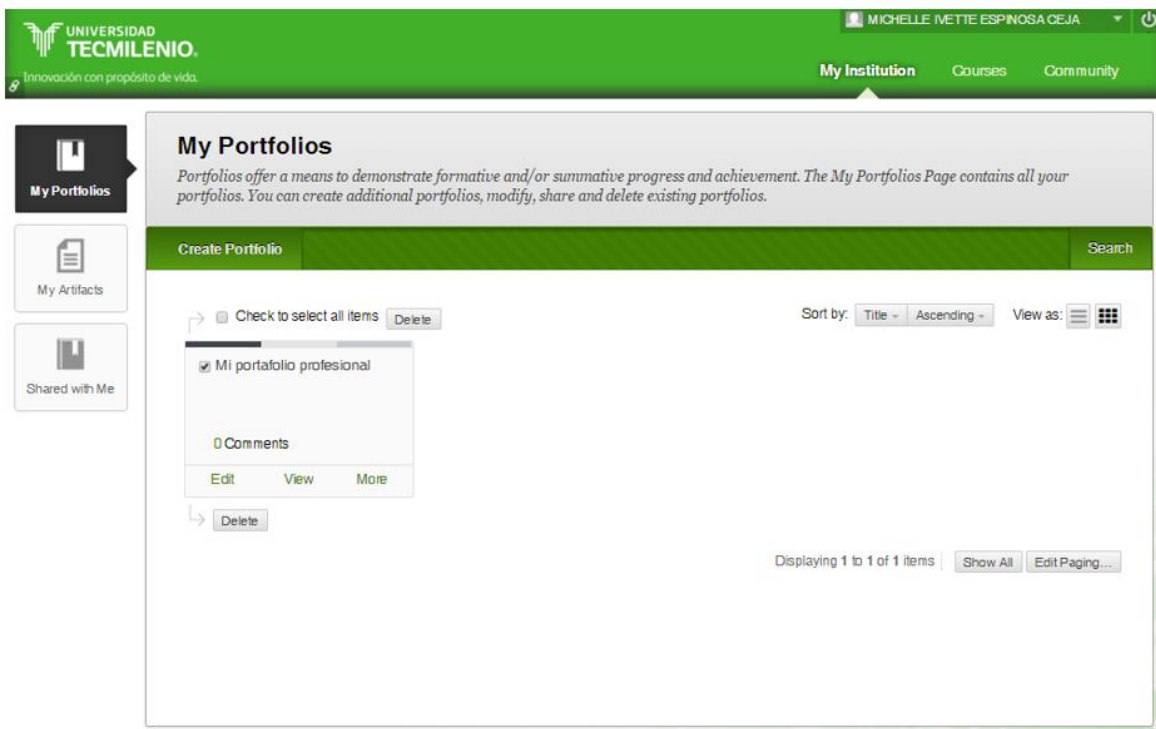 UNIVERSIDAD
TECMILENIO.
Innovación con propósito de vida.
MICHELLE IVETTE ESPINOSA CEJA
My Institution Courses Community
My Portfolios
My Artifacts
Shared with Me
My Portfolios
Portfolios offer a means to demonstrate formative and/or summative progress and achievement. The My Portfolios Page contains all your
portfolios. You can create additional portfolios, modify, share and delete existing portfolios.
Create Portfolio Search
Check to select all items Delete
Sort by: Title Ascending View as:
Mi portafolio profesional
0 Comments
Edit View More
Delete
Displaying 1 to 1 of 1 items Show All Edit Paging...